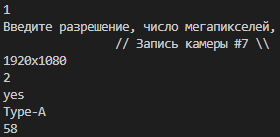 1
Введите разрешение, число мегапикселей,
// Запись камеры #7 \\
1920x1080
2
yes
Type-A
58